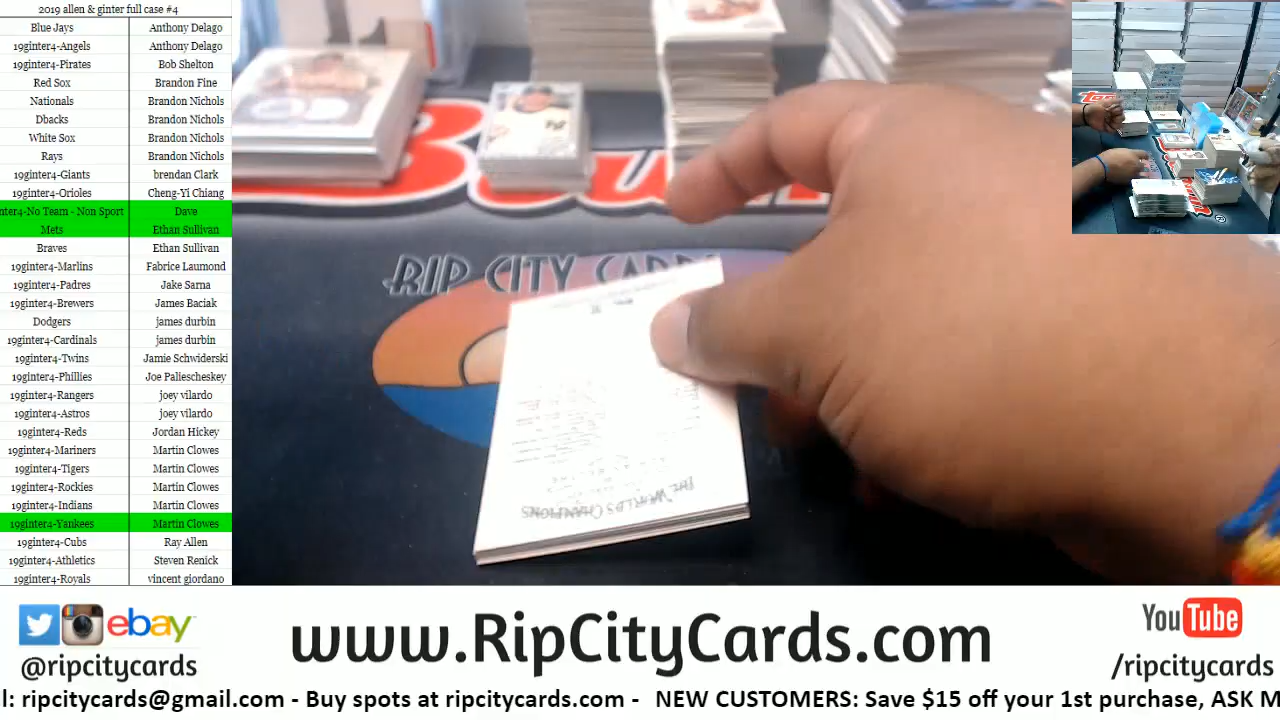 2019 allen & ginter full case #4
Blue Jays Anthony Delago
19ginter4-Angels Anthony Delago
19ginter4-Pirates Bob Shelton
Red Sox Brandon Fine
Nationals Brandon Nichols
Dbacks Brandon Nichols
White Sox Brandon Nichols
Rays Brandon Nichols
19ginter4-Giants brendan Clark
19ginter4-Orioles Cheng-Yi Chiang
nter4-No Team - Non Sport Dave
Mets Ethan Sullivan
Braves Ethan Sullivan
19ginter4-Marlins Fabrice Laumond
19ginter4-Padres Jake Sarna
19ginter4-Brewers James Baciak
Dodgers james durbin
19ginter4-Cardinals james durbin
19ginter4-Twins Jamie Schwiderski
19ginter4-Phillies Joe Paliescheskey
19ginter4-Rangers joey vilardo
19ginter4-Astros joey vilardo
19ginter4-Reds Jordan Hickey
19ginter4-Mariners Martin Clowes
19ginter4-Tigers Martin Clowes
19ginter4-Rockies Martin Clowes
19ginter4-Indians Martin Clowes
19ginter4-Yankees Martin Clowes
19ginter4-Cubs Ray Allen
19ginter4-Athletics Steven Renick
19ginter4-Royals vincent giordano
RIP CITY CARDS
THE WORLD'S CHAMPIONS
ebay
@ripcitycards
www.RipCityCards.com
YouTube
/ripcitycards
l: ripcitycards@gmail.com - Buy spots at ripcitycards.com - NEW CUSTOMERS: Save $15 off your 1st purchase, ASK M